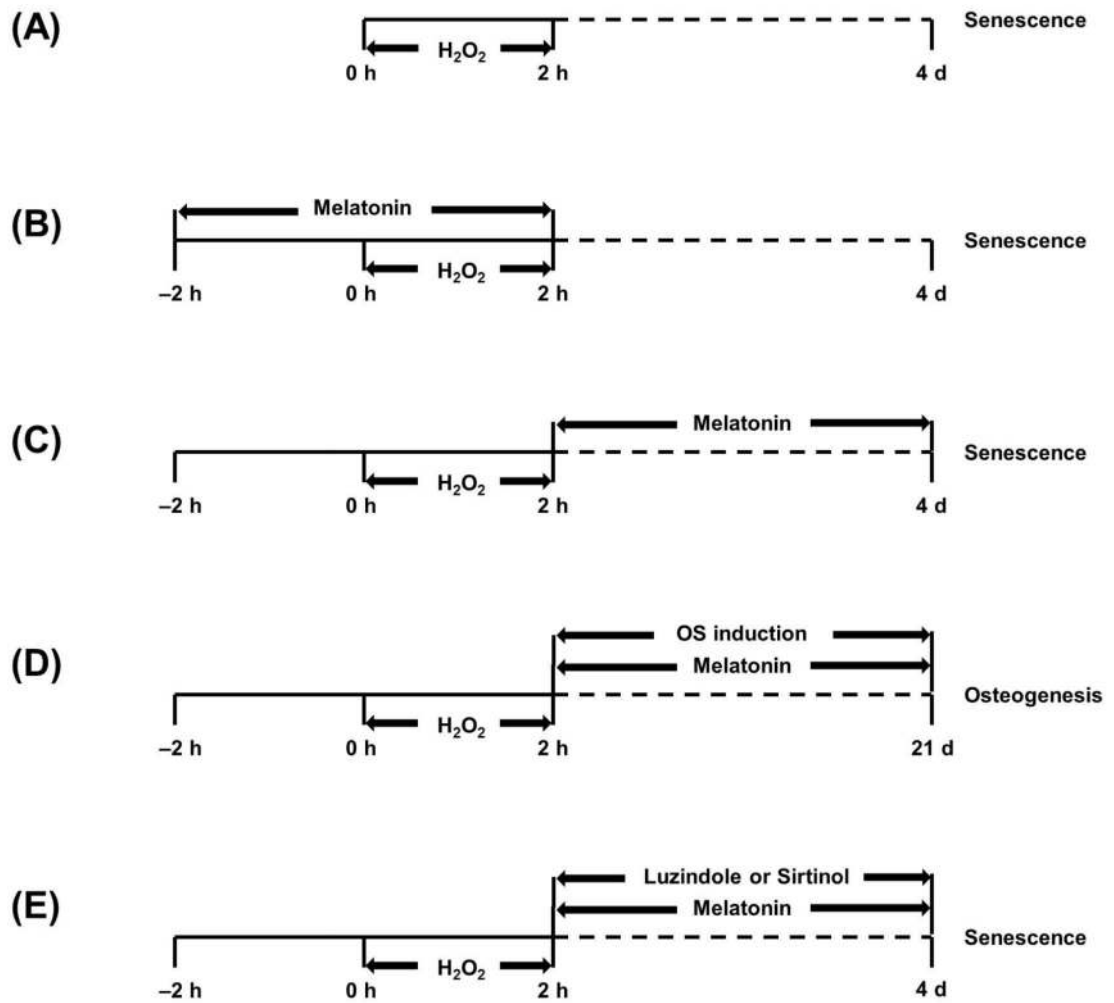 (A)
Senescence
H₂O₂
0 h 2 h 4 d
(B)
Melatonin
Senescence
H₂O₂
–2 h 0 h 2 h 4 d
(C)
Melatonin
Senescence
H₂O₂
–2 h 0 h 2 h 4 d
(D)
OS induction
Melatonin
Osteogenesis
H₂O₂
–2 h 0 h 2 h 21 d
(E)
Luzindole or Sirtinol
Melatonin
Senescence
H₂O₂
–2 h 0 h 2 h 4 d